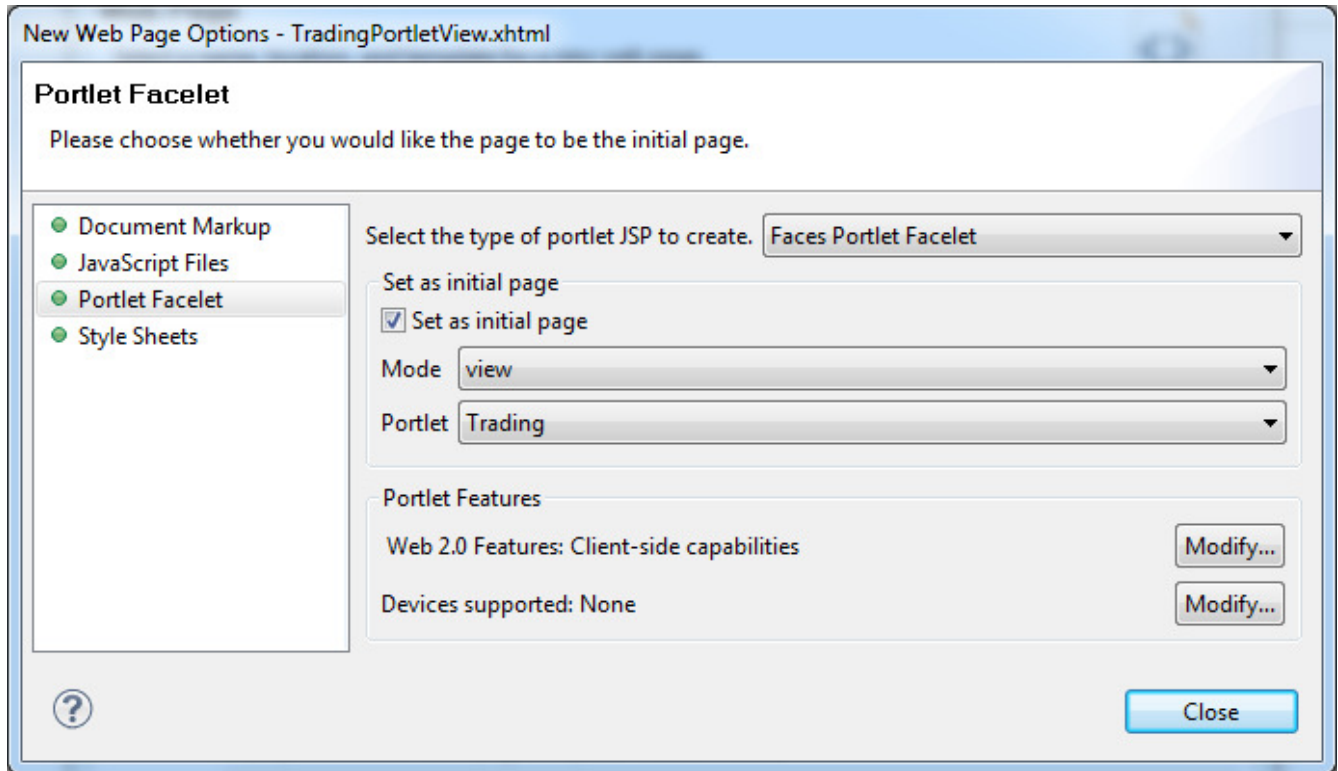 New Web Page Options - TradingPortletView.xhtml
Portlet Facelet
Please choose whether you would like the page to be the initial page.
Document Markup
JavaScript Files
Portlet Facelet
Style Sheets
Select the type of portlet JSP to create. Faces Portlet Facelet
Set as initial page
Set as initial page
Mode view
Portlet Trading
Portlet Features
Web 2.0 Features: Client-side capabilities Modify...
Devices supported: None Modify...
?
Close